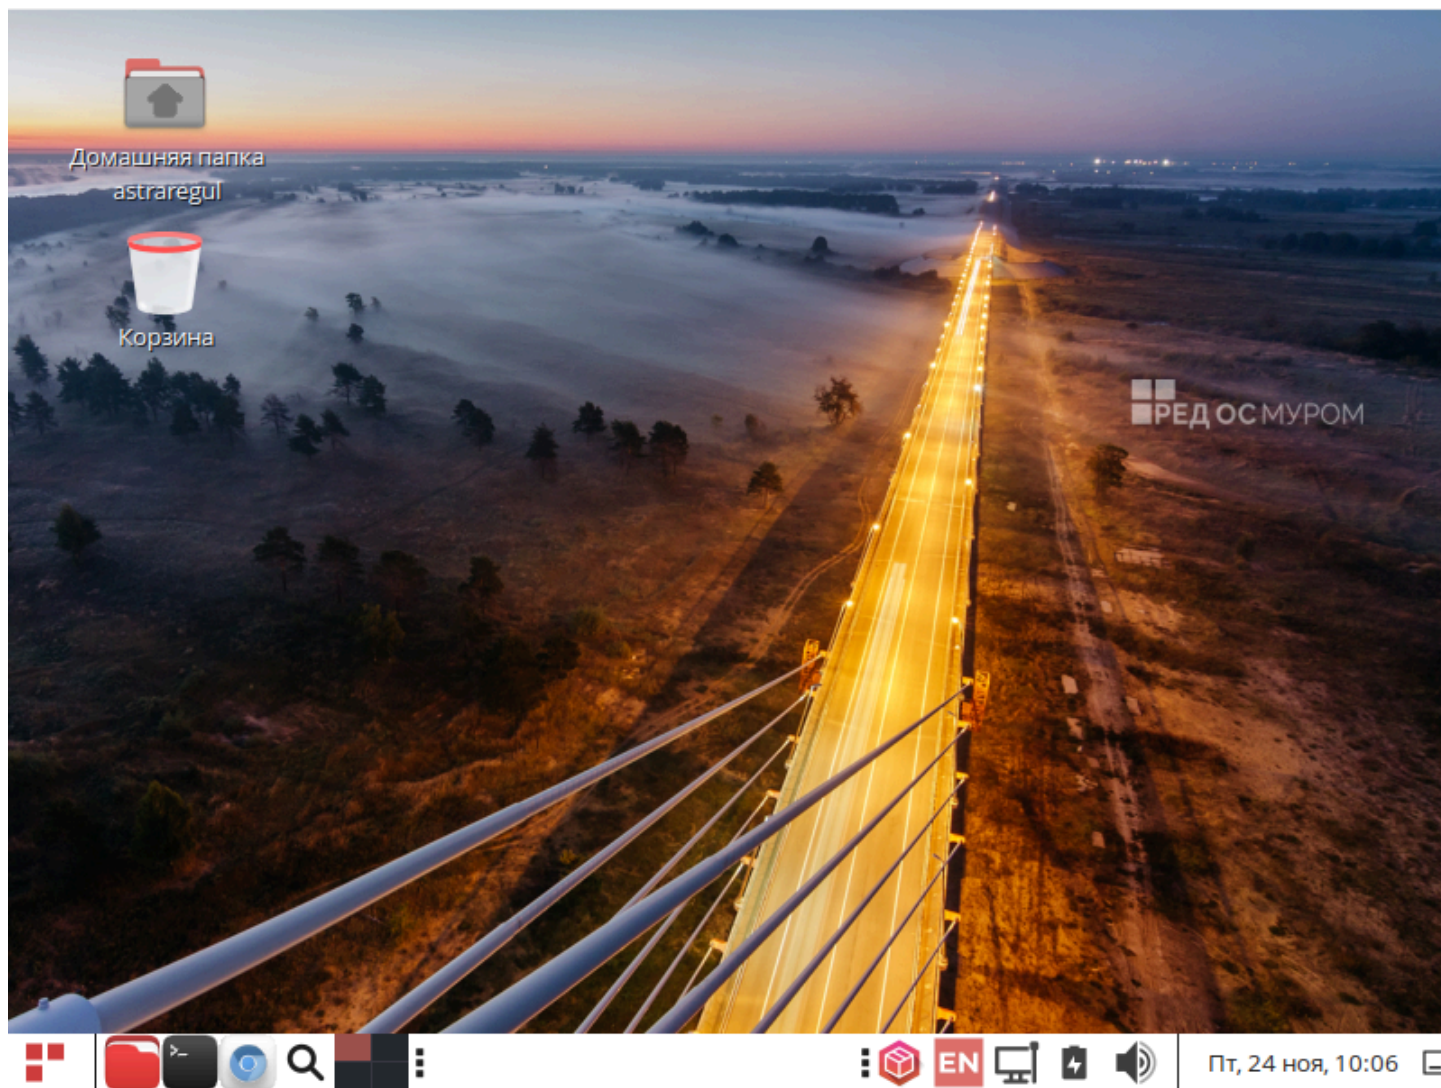 Домашняя папка
astraregul
Корзина
РЕД ОС МУРОМ
>_
EN
Пт, 24 ноя, 10:06